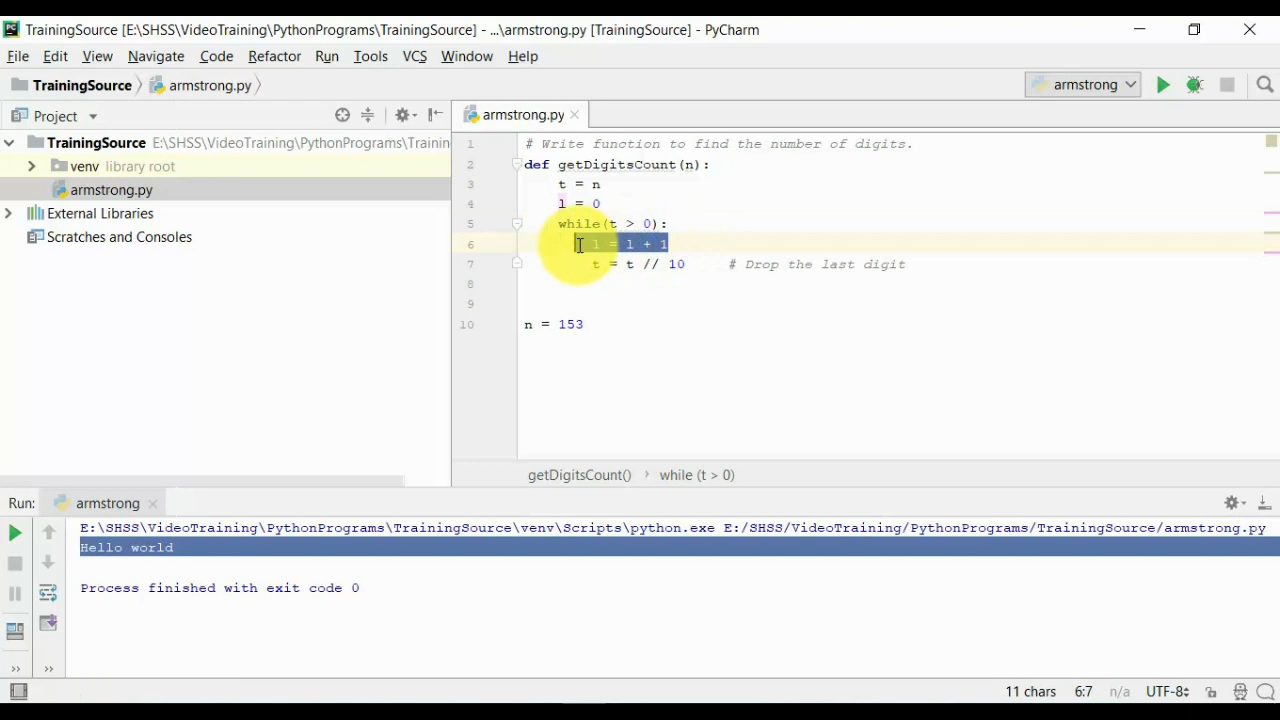 TrainingSource [E:\SHSS\VideoTraining\PythonPrograms\TrainingSource] - ...\armstrong.py [TrainingSource] - PyCharm
File Edit View Navigate Code Refactor Run Tools VCS Window Help
TrainingSource armstrong.py armstrong
Project armstrong.py
TrainingSource E:\SHSS\VideoTraining\PythonPrograms\Trainin
venv library root
armstrong.py
External Libraries
Scratches and Consoles
1 # Write function to find the number of digits.
2 def getDigitsCount(n):
3 t = n
4 l = 0
5 while(t > 0):
6 l = l + 1
7 t = t // 10 # Drop the last digit
8
9
10 n = 153
getDigitsCount() while (t > 0)
Run: armstrong
E:\SHSS\VideoTraining\PythonPrograms\TrainingSource\venv\Scripts\python.exe E:/SHSS/VideoTraining/PythonPrograms/TrainingSource/armstrong.py
Hello world
Process finished with exit code 0
11 chars 6:7 n/a UTF-8